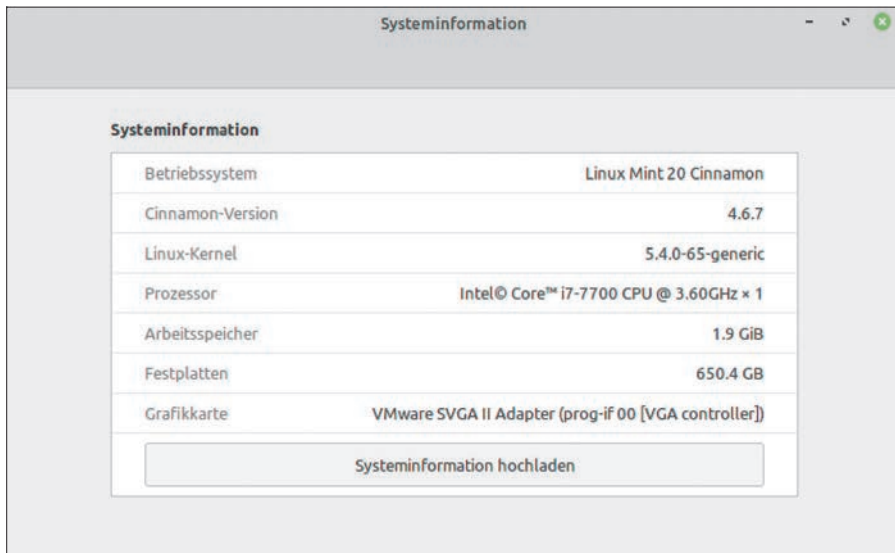 Systeminformation
Systeminformation
Betriebssystem Linux Mint 20 Cinnamon
Cinnamon-Version 4.6.7
Linux-Kernel 5.4.0-65-generic
Prozessor Intel© Core™ i7-7700 CPU @ 3.60GHz × 1
Arbeitsspeicher 1.9 GiB
Festplatten 650.4 GB
Grafikkarte VMware SVGA II Adapter (prog-if 00 [VGA controller])
Systeminformation hochladen